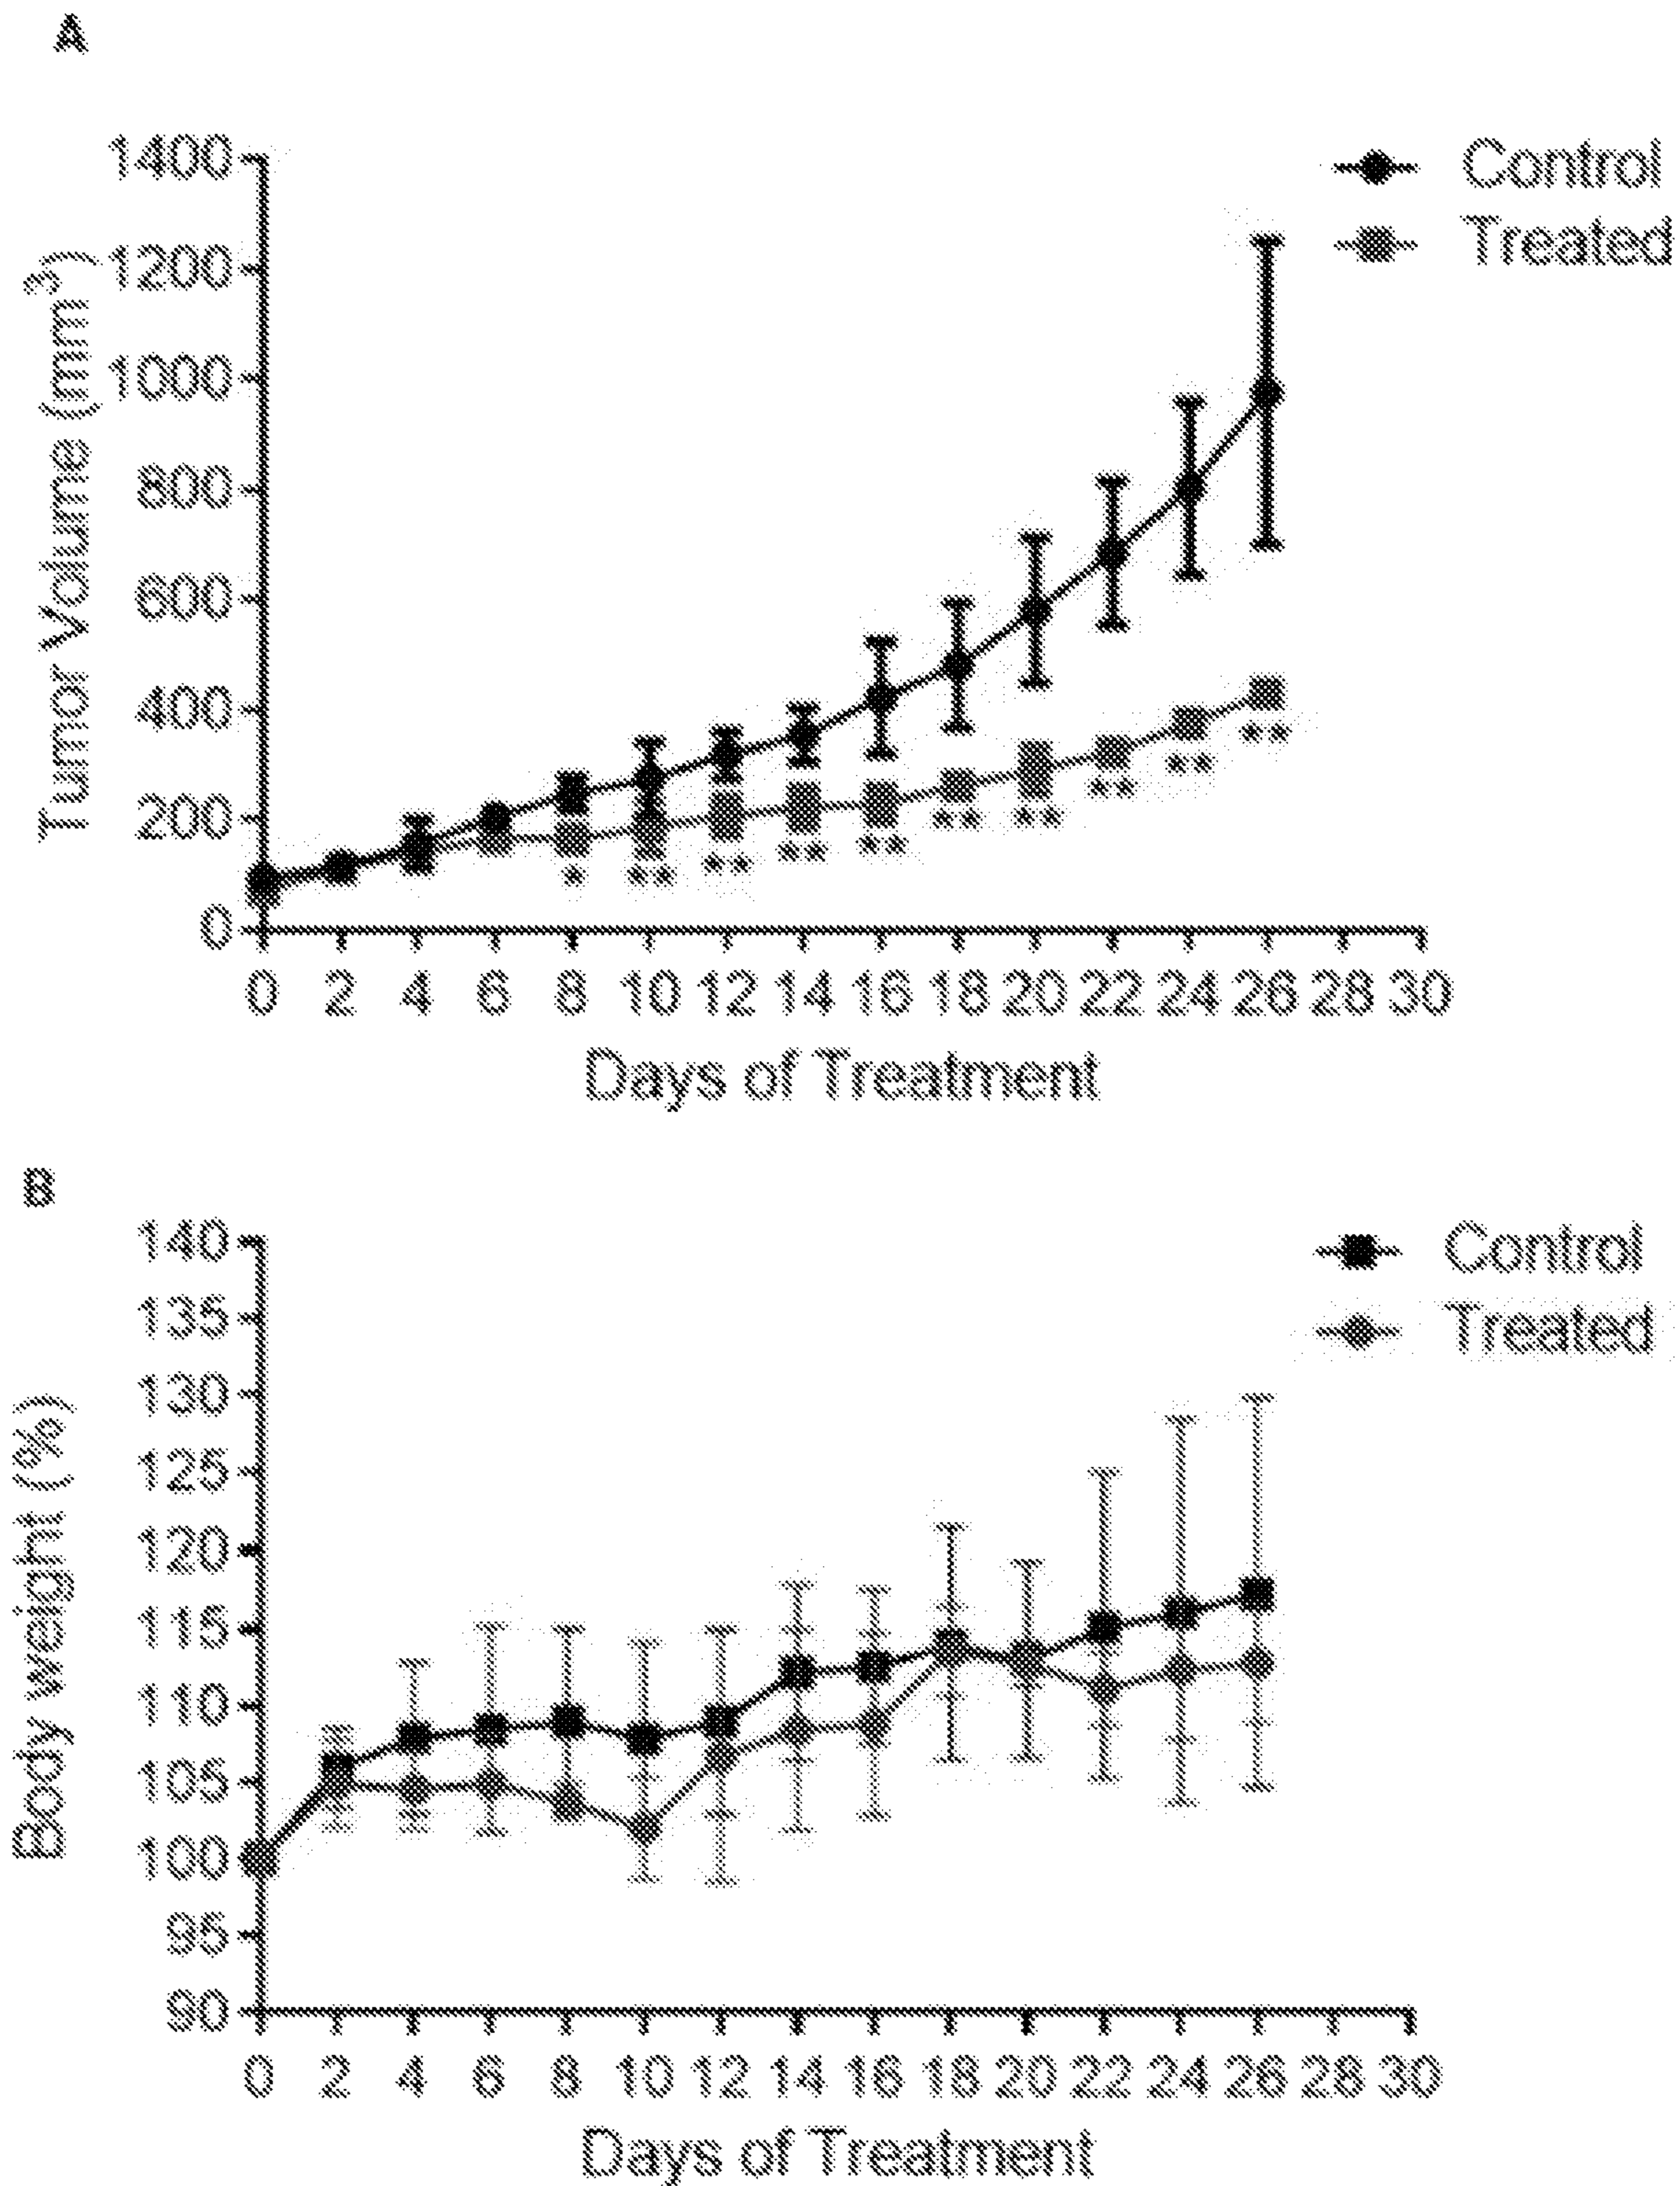 A
1400
1200
1000
800
600
400
200
0
Tumor Volume (mm³)
Control
Treated
* ** ** ** ** ** ** ** ** **
0 2 4 6 8 10 12 14 16 18 20 22 24 26 28 30
Days of Treatment
B
140
135
130
125
120
115
110
105
100
95
90
Body weight (%)
Control
Treated
0 2 4 6 8 10 12 14 16 18 20 22 24 26 28 30
Days of Treatment